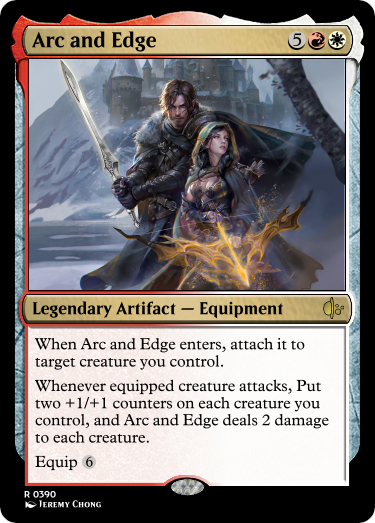 Arc and Edge 5
Legendary Artifact — Equipment
When Arc and Edge enters, attach it to
target creature you control.
Whenever equipped creature attacks, Put
two +1/+1 counters on each creature you
control, and Arc and Edge deals 2 damage
to each creature.
Equip 6
R 0390
Jeremy Chong